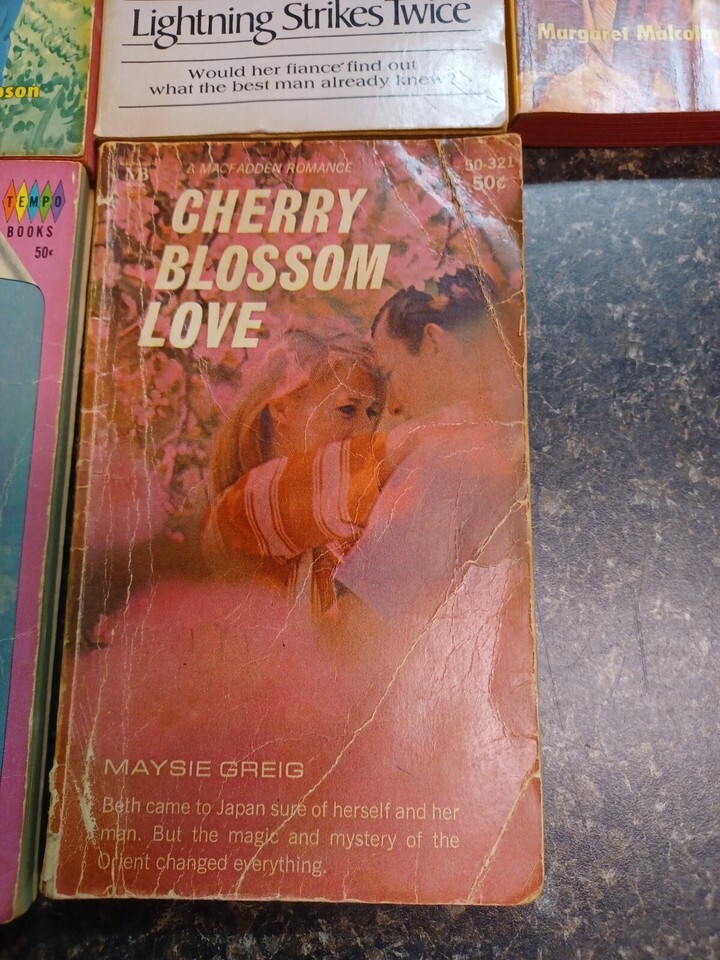 Lightning Strikes Twice
Would her fiance find out
what the best man already knew?
Margaret Malcolm
pson
TEMPO
BOOKS
50¢
MB
A MACFADDEN ROMANCE
50-321
50¢
CHERRY
BLOSSOM
LOVE
MAYSIE GREIG
Beth came to Japan sure of herself and her
man. But the magic and mystery of the
Orient changed everything.